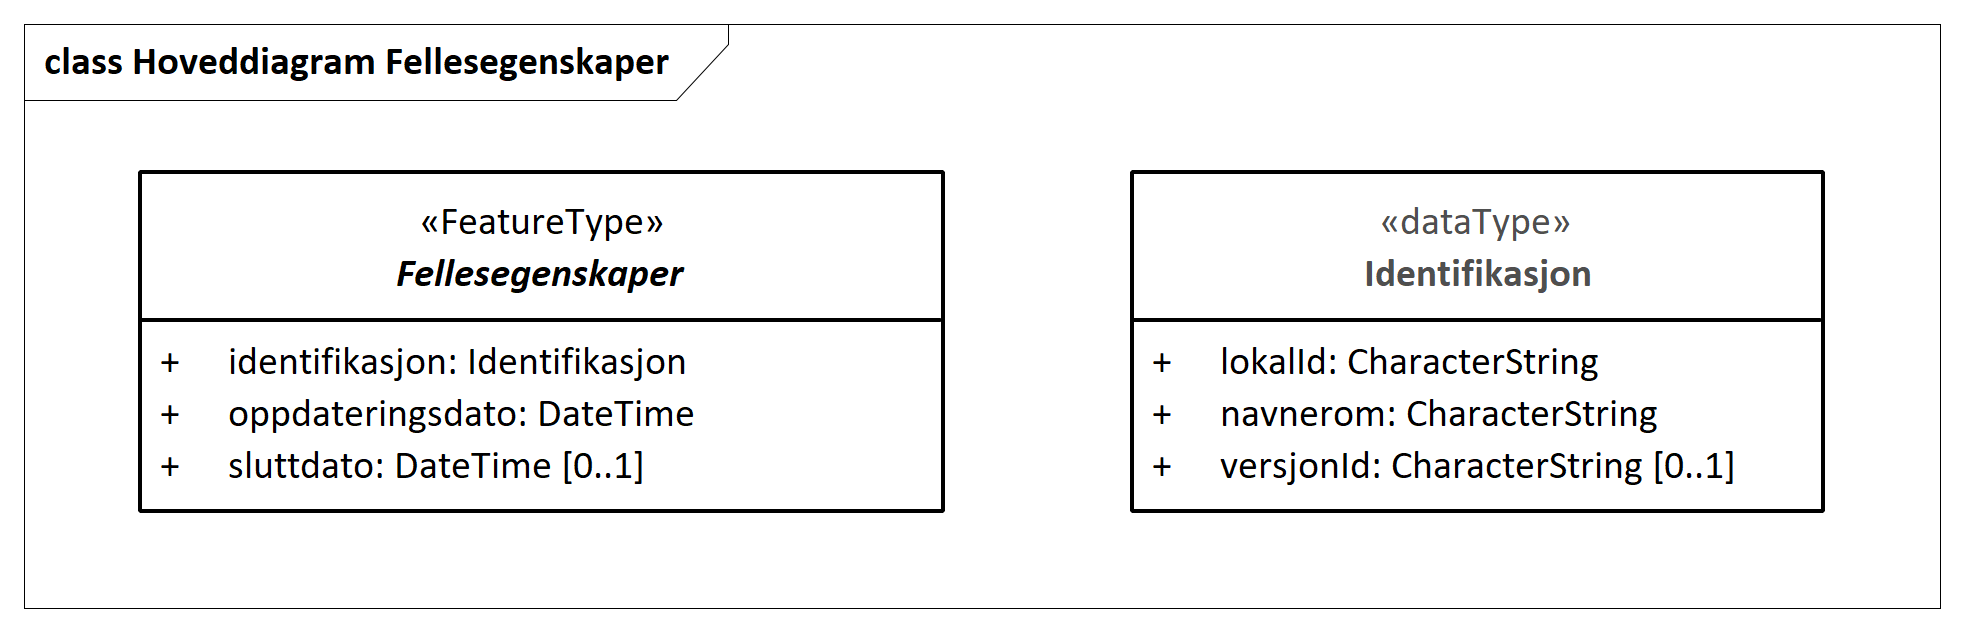 class Hoveddiagram Fellesegenskaper
«FeatureType»
Fellesegenskaper
+ identifikasjon: Identifikasjon
+ oppdateringsdato: DateTime
+ sluttdato: DateTime [0..1]
«dataType»
Identifikasjon
+ lokalId: CharacterString
+ navnerom: CharacterString
+ versjonId: CharacterString [0..1]